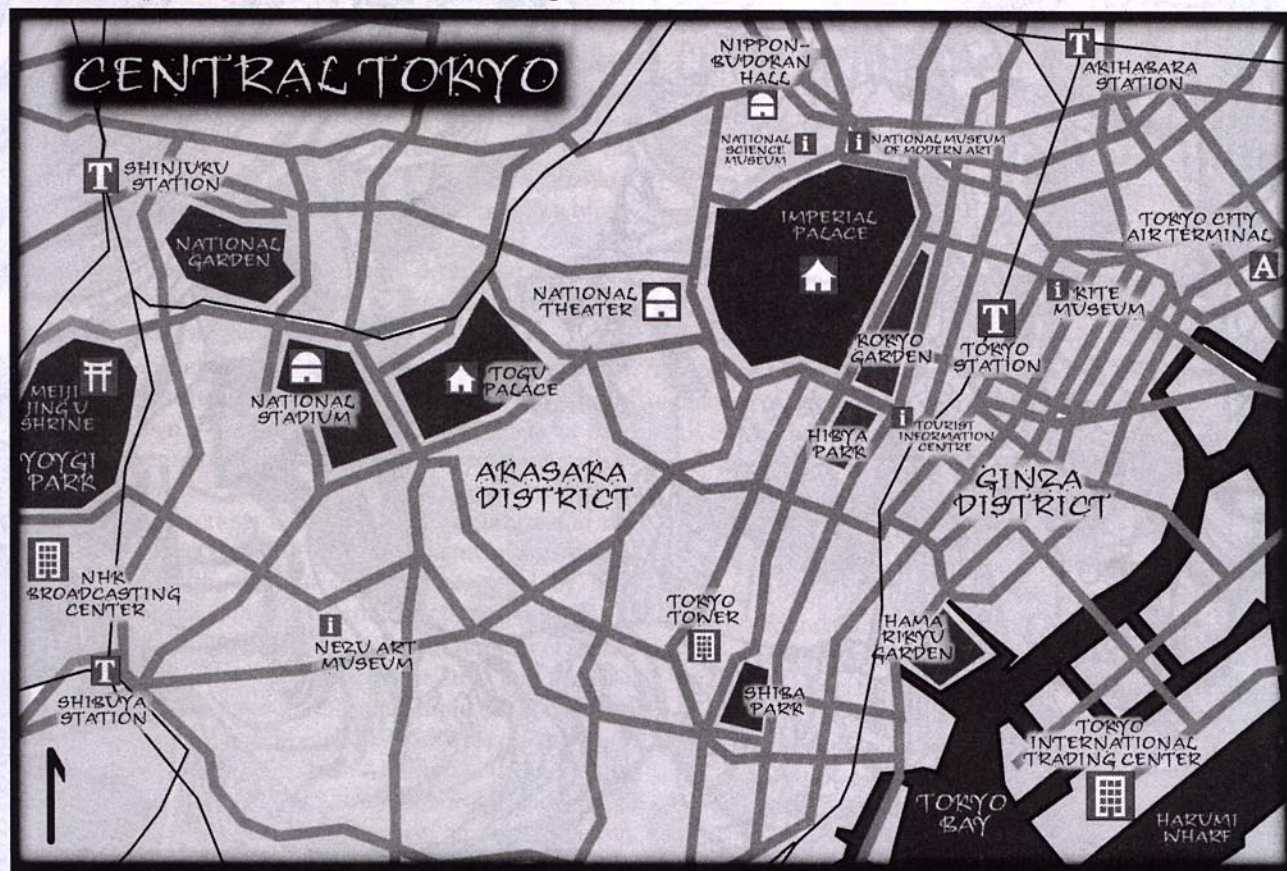 CENTRAL TOKYO
NIPPON-
BUDOKAN
HALL
T
AKIHABARA
STATION
NATIONAL
SCIENCE
MUSEUM
i
i
NATIONAL MUSEUM
OF MODERN ART
T
SHINJUKU
STATION
NATIONAL
GARDEN
IMPERIAL
PALACE
TOKYO CITY
AIR TERMINAL
A
NATIONAL
THEATER
i
KITE
MUSEUM
T
TOKYO
STATION
KOKYO
GARDEN
MEIJI
JINGU
SHRINE
YOYGI
PARK
NATIONAL
STADIUM
TOGU
PALACE
HIBYA
PARK
i
TOURIST
INFORMATION
CENTRE
AKASAKA
DISTRICT
GINZA
DISTRICT
NHK
BROADCASTING
CENTER
i
NEZU ART
MUSEUM
TOKYO
TOWER
HAMA
RIKYU
GARDEN
T
SHIBUYA
STATION
SHIBA
PARK
TOKYO
INTERNATIONAL
TRADING CENTER
TOKYO
BAY
HARUMI
WHARF